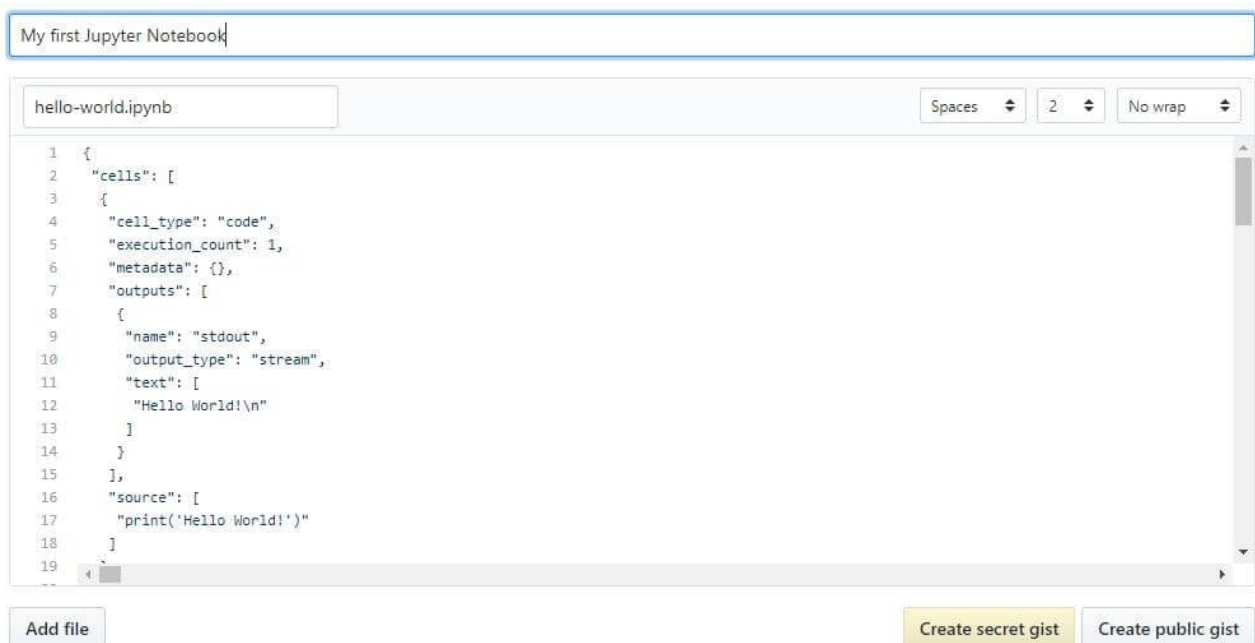 My first Jupyter Notebook
hello-world.ipynb Spaces 2 No wrap
1 {
2 "cells": [
3 {
4 "cell_type": "code",
5 "execution_count": 1,
6 "metadata": {},
7 "outputs": [
8 {
9 "name": "stdout",
10 "output_type": "stream",
11 "text": [
12 "Hello World!\n"
13 ]
14 }
15 ],
16 "source": [
17 "print('Hello World!')"
18 ]
19
Add file Create secret gist Create public gist